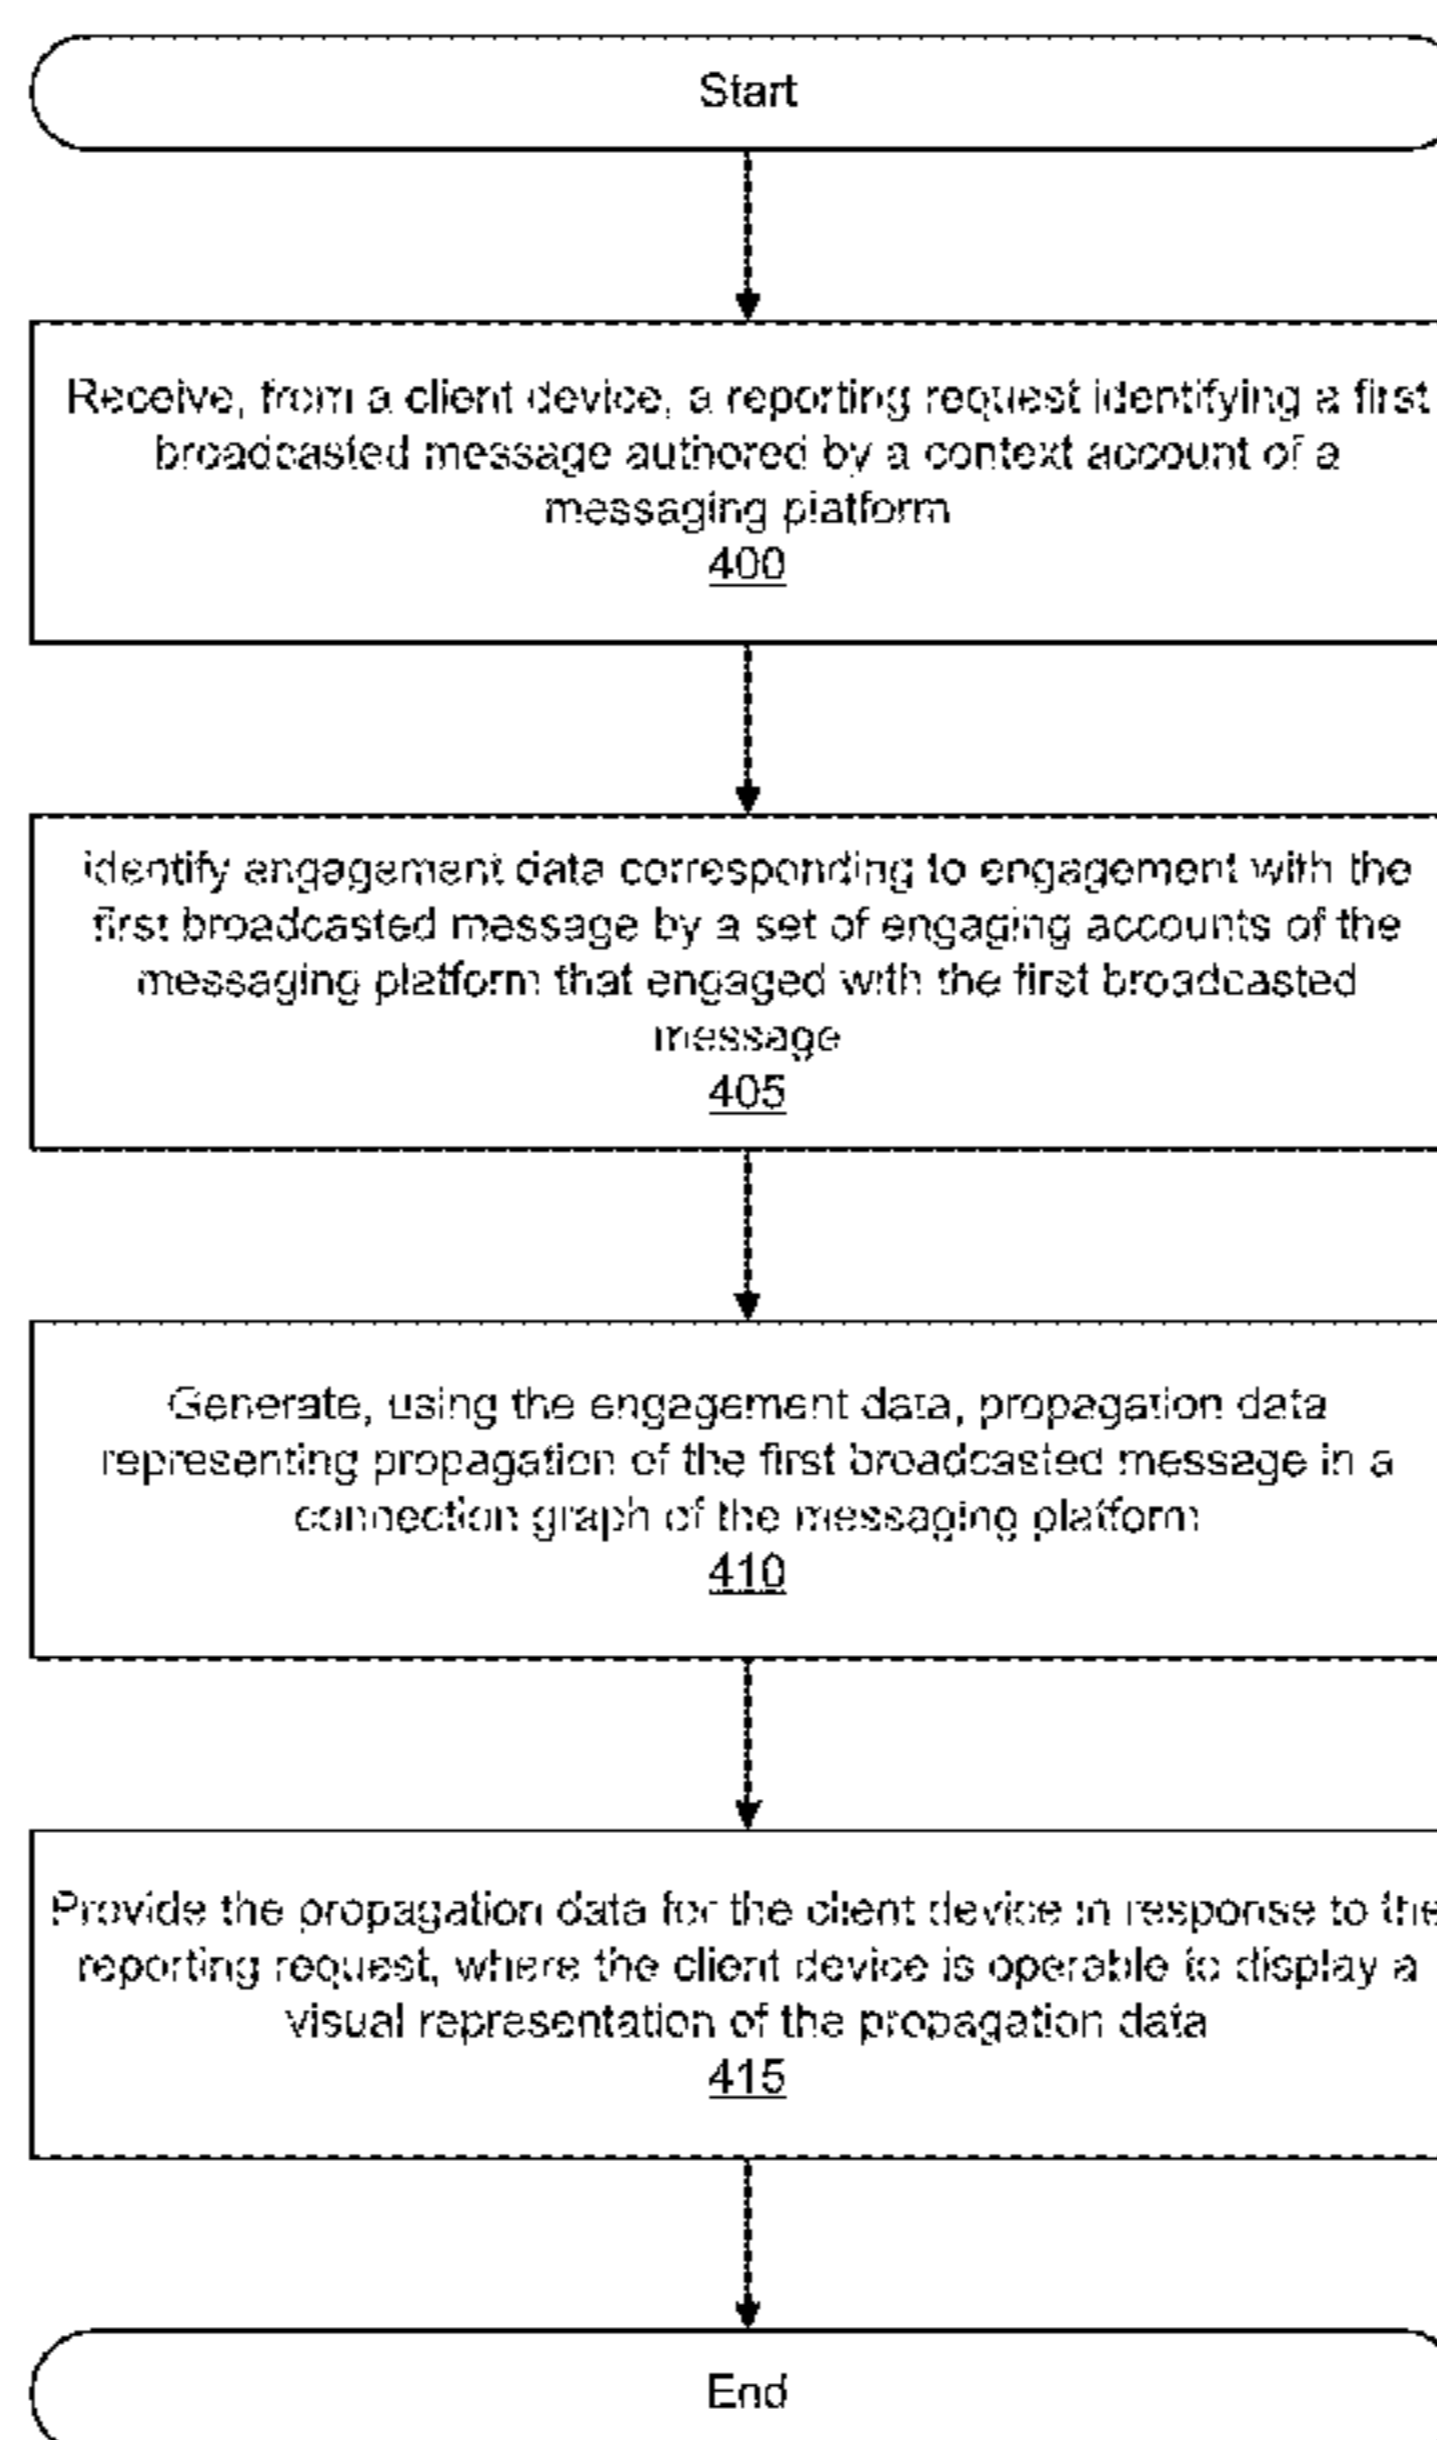 Start
Receive, from a client device, a reporting request identifying a first
broadcasted message authored by a context account of a
messaging platform
400
Identify engagement data corresponding to engagement with the
first broadcasted message by a set of engaging accounts of the
messaging platform that engaged with the first broadcasted
message
405
Generate, using the engagement data, propagation data
representing propagation of the first broadcasted message in a
connection graph of the messaging platform
410
Provide the propagation data for the client device in response to the
reporting request, where the client device is operable to display a
visual representation of the propagation data
415
End